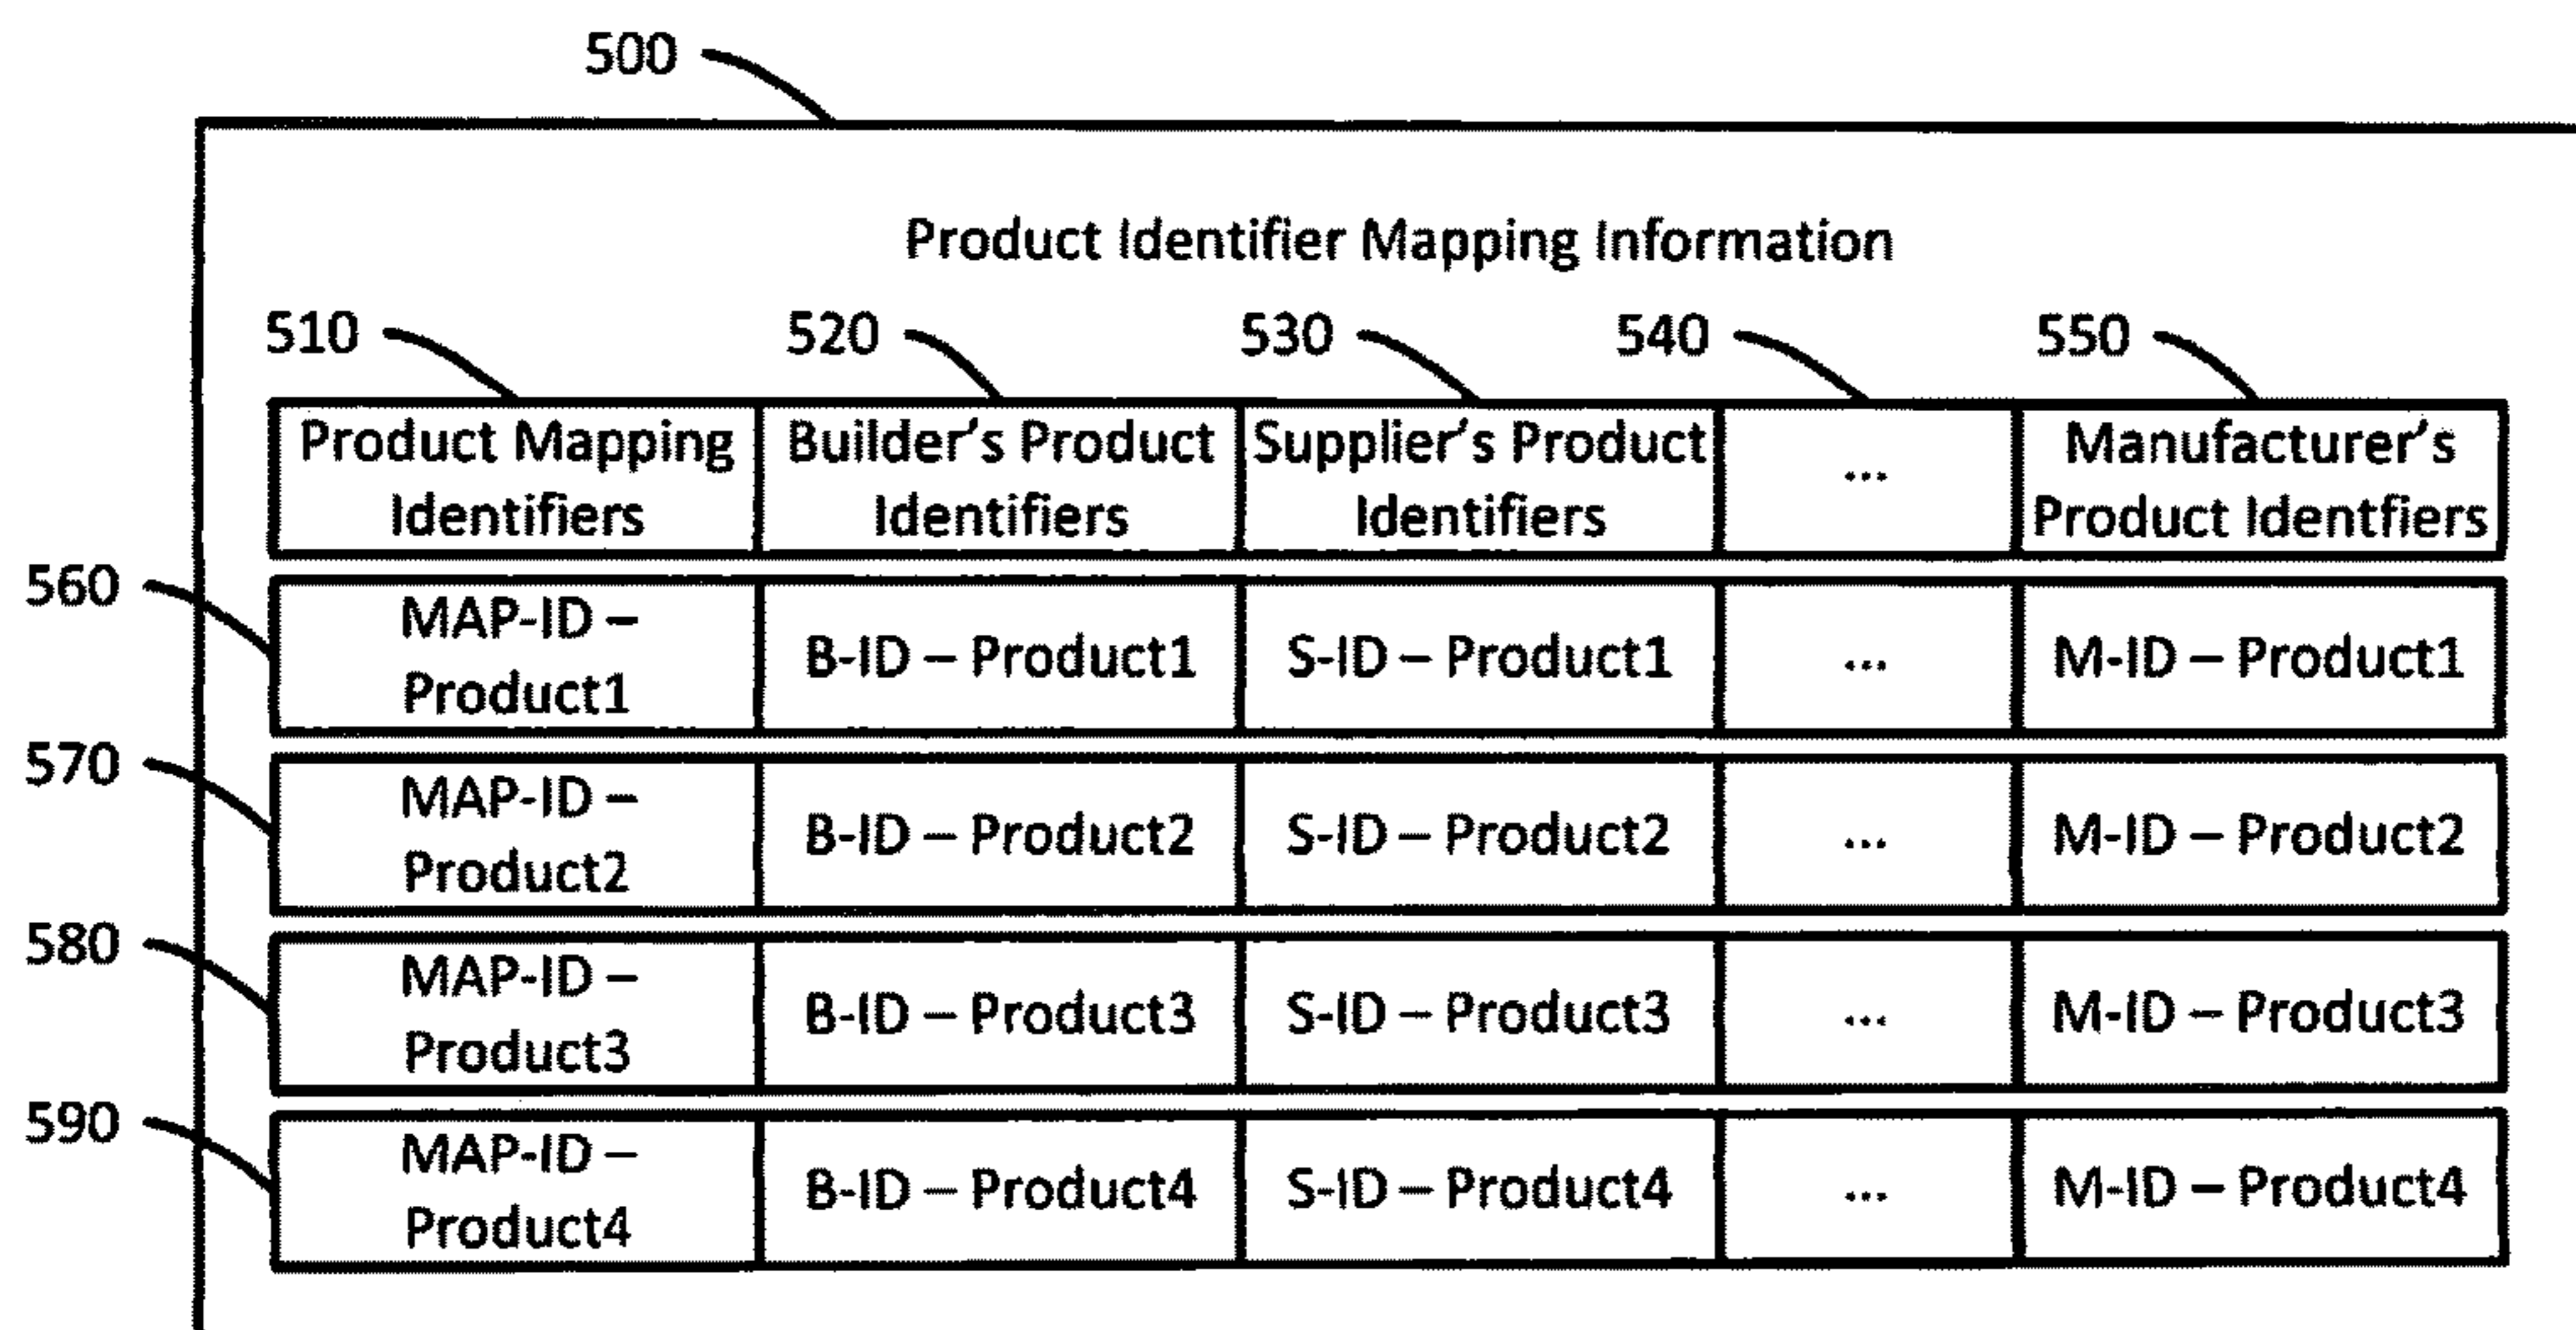 500
Product Identifier Mapping Information
510 520 530 540 550
Product Mapping Builder's Product Supplier's Product ... Manufacturer's
Identifiers Identifiers Identifiers Product Identfiers
560
MAP-ID –
Product1 B-ID – Product1 S-ID – Product1 ... M-ID – Product1
570
MAP-ID –
Product2 B-ID – Product2 S-ID – Product2 ... M-ID – Product2
580
MAP-ID –
Product3 B-ID – Product3 S-ID – Product3 ... M-ID – Product3
590
MAP-ID –
Product4 B-ID – Product4 S-ID – Product4 ... M-ID – Product4